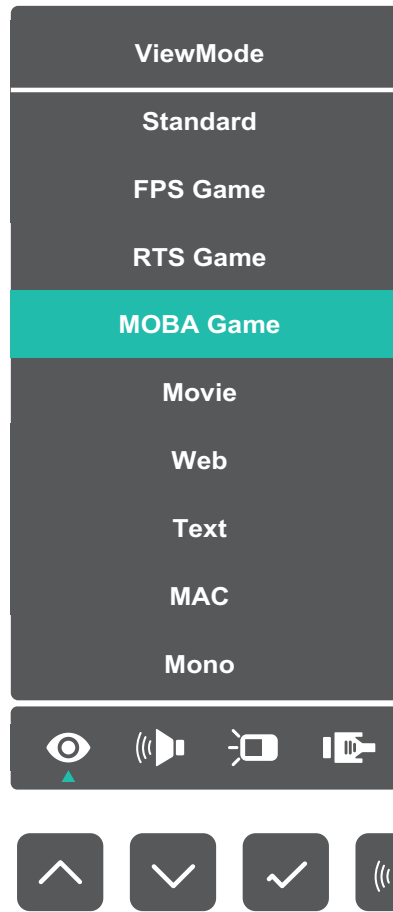 ViewMode
Standard
FPS Game
RTS Game
MOBA Game
Movie
Web
Text
MAC
Mono